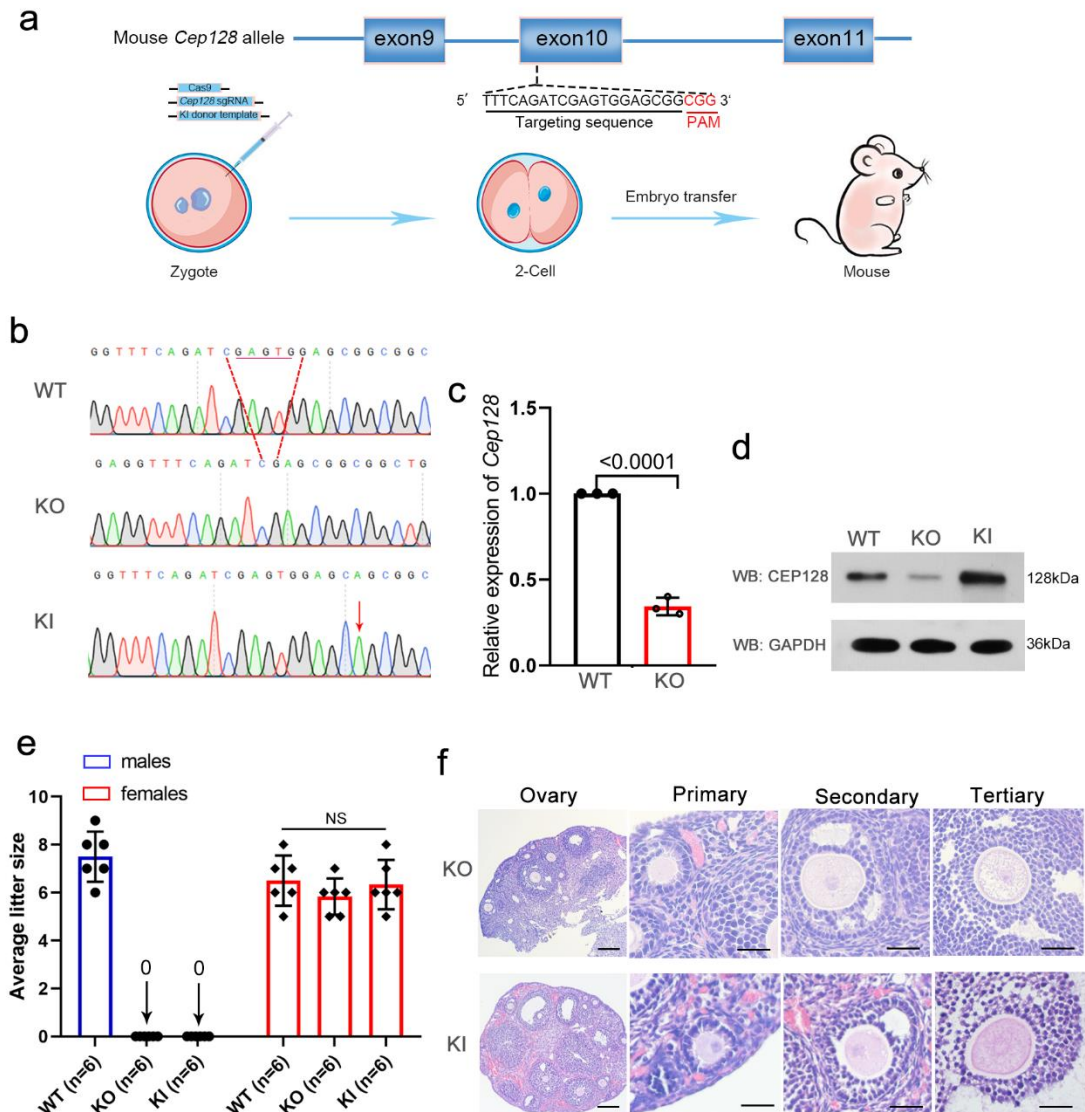 a
Mouse Cep128 allele
exon9
exon10
exon11
Cas9
Cep128 sgRNA
KI donor template
5′ TTTCAGATCGAGTGGAGCGGCGG 3‘
Targeting sequence PAM
Embryo transfer
Zygote
2-Cell
Mouse
b
G G T T T C A G A T C G A G T G G A G C G G C G G C
WT
G A G G T T T C A G A T C G A G C G G C G G C T G
KO
G G T T T C A G A T C G A G T G G A G C A G C G G C
KI
c
Relative expression of Cep128
1.5
1.0
0.5
0.0
<0.0001
WT KO
d
WT KO KI
WB: CEP128 128kDa
WB: GAPDH 36kDa
e
males
females
Average litter size
10
8
6
4
2
0
0 0
NS
WT (n=6) KO (n=6) KI (n=6) WT (n=6) KO (n=6) KI (n=6)
f
Ovary Primary Secondary Tertiary
KO
KI